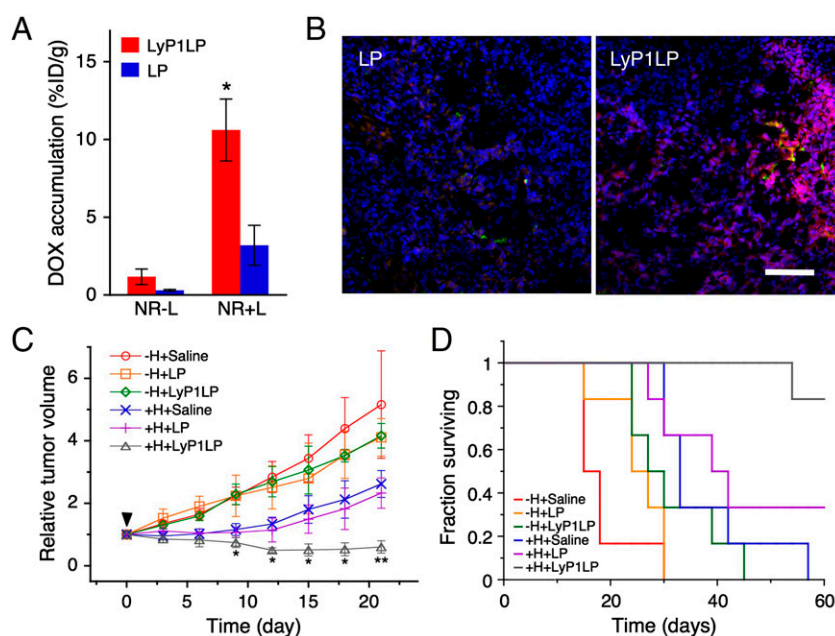 A
DOX accumulation (%ID/g)
15
10
5
0
LyP1LP
LP
*
NR-L
NR+L
B
LP
LyP1LP
C
Relative tumor volume
6
4
2
0
-H+Saline
-H+LP
-H+LyP1LP
+H+Saline
+H+LP
+H+LyP1LP
* * * * **
0 5 10 15 20
Time (day)
D
Fraction surviving
1
0.8
0.6
0.4
0.2
0
-H+Saline
-H+LP
-H+LyP1LP
+H+Saline
+H+LP
+H+LyP1LP
0 20 40 60
Time (days)